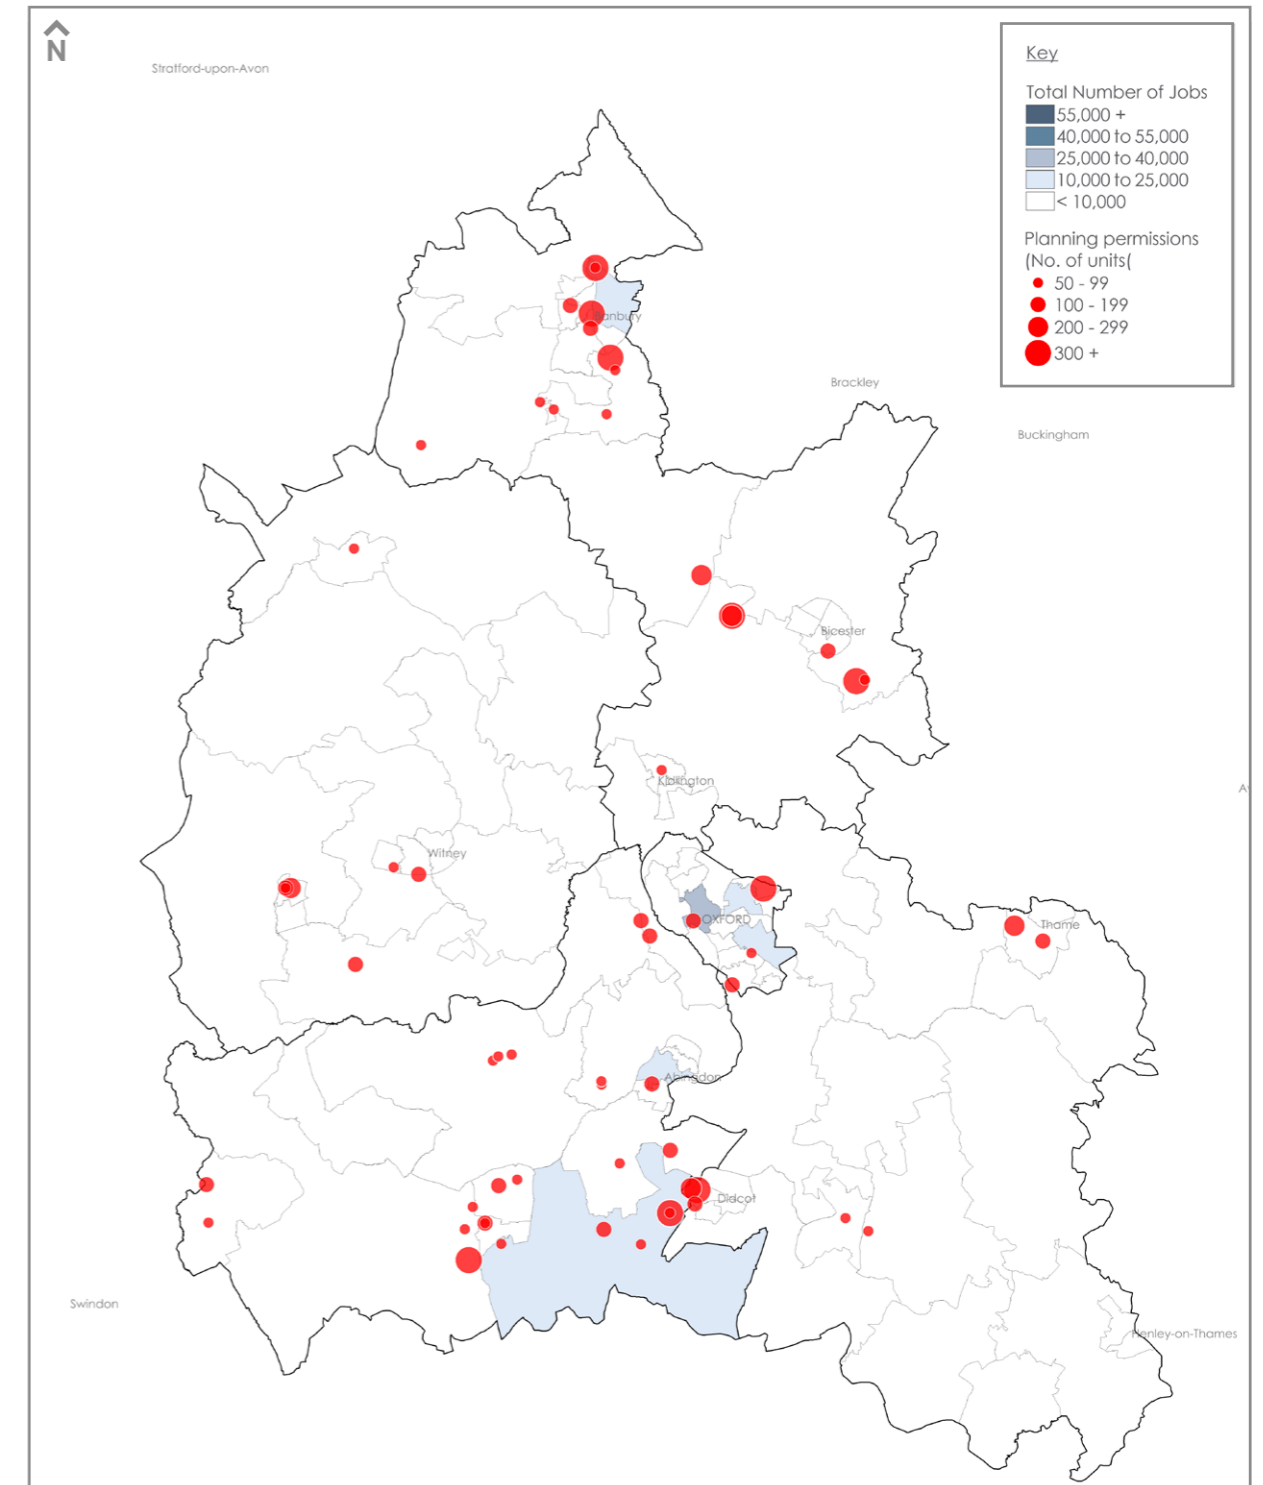 N
Stratford-upon-Avon
Key
Total Number of Jobs
55,000 +
40,000 to 55,000
25,000 to 40,000
10,000 to 25,000
< 10,000
Planning permissions
(No. of units(
50 - 99
100 - 199
200 - 299
300 +
Banbury
Brackley
Buckingham
Bicester
Kidlington
A
Witney
OXFORD
Thame
Abingdon
Didcot
Swindon
Henley-on-Thames